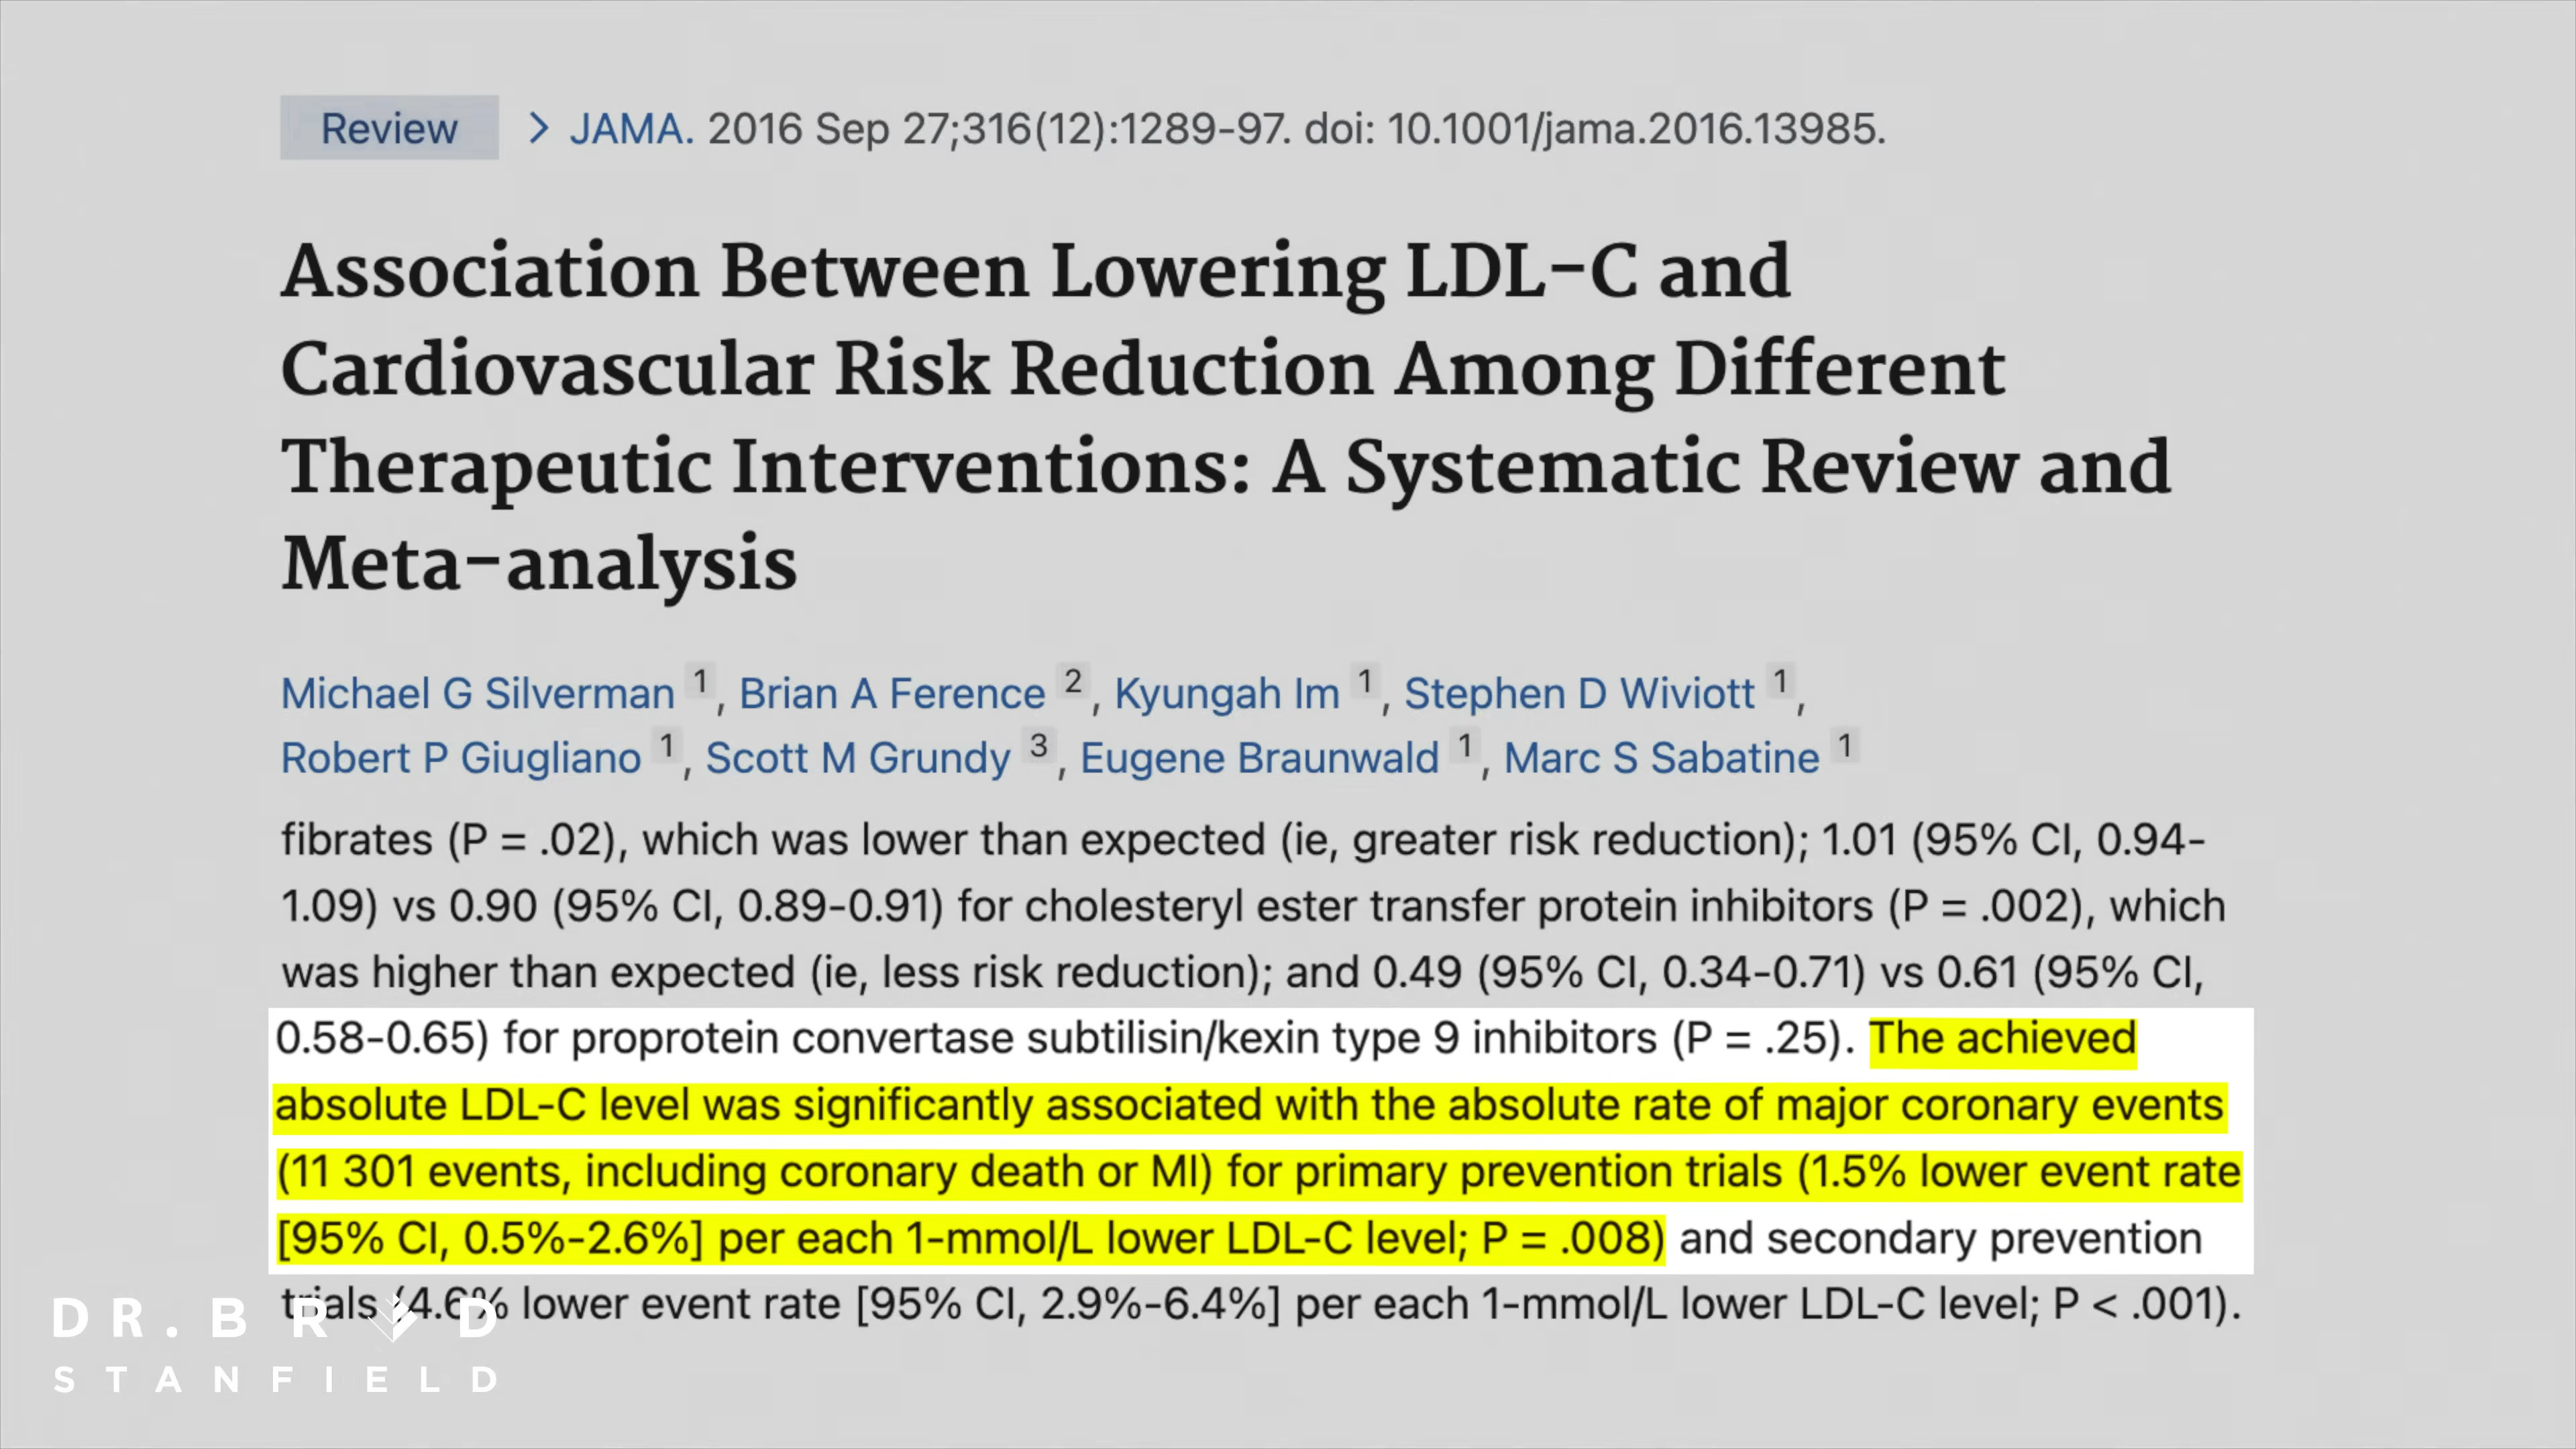 Review > JAMA. 2016 Sep 27;316(12):1289-97. doi: 10.1001/jama.2016.13985.
Association Between Lowering LDL-C and
Cardiovascular Risk Reduction Among Different
Therapeutic Interventions: A Systematic Review and
Meta-analysis
Michael G Silverman 1, Brian A Ference 2, Kyungah Im 1, Stephen D Wiviott 1,
Robert P Giugliano 1, Scott M Grundy 3, Eugene Braunwald 1, Marc S Sabatine 1
fibrates (P = .02), which was lower than expected (ie, greater risk reduction); 1.01 (95% CI, 0.94-
1.09) vs 0.90 (95% CI, 0.89-0.91) for cholesteryl ester transfer protein inhibitors (P = .002), which
was higher than expected (ie, less risk reduction); and 0.49 (95% CI, 0.34-0.71) vs 0.61 (95% CI,
0.58-0.65) for proprotein convertase subtilisin/kexin type 9 inhibitors (P = .25). The achieved
absolute LDL-C level was significantly associated with the absolute rate of major coronary events
(11 301 events, including coronary death or MI) for primary prevention trials (1.5% lower event rate
[95% CI, 0.5%-2.6%] per each 1-mmol/L lower LDL-C level; P = .008) and secondary prevention
trials (4.6% lower event rate [95% CI, 2.9%-6.4%] per each 1-mmol/L lower LDL-C level; P < .001).
DR. BRAD
STANFIELD